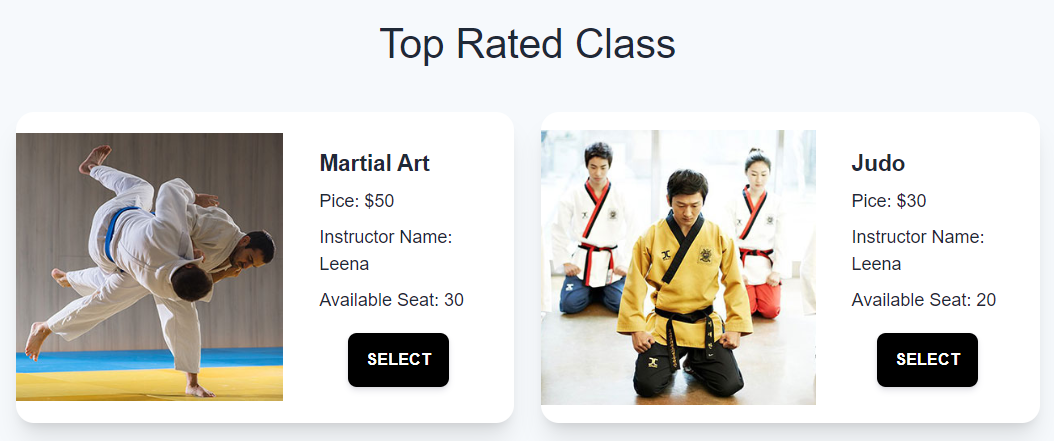 Top Rated Class
Martial Art
Pice: $50
Instructor Name:
Leena
Available Seat: 30
SELECT
Judo
Pice: $30
Instructor Name:
Leena
Available Seat: 20
SELECT